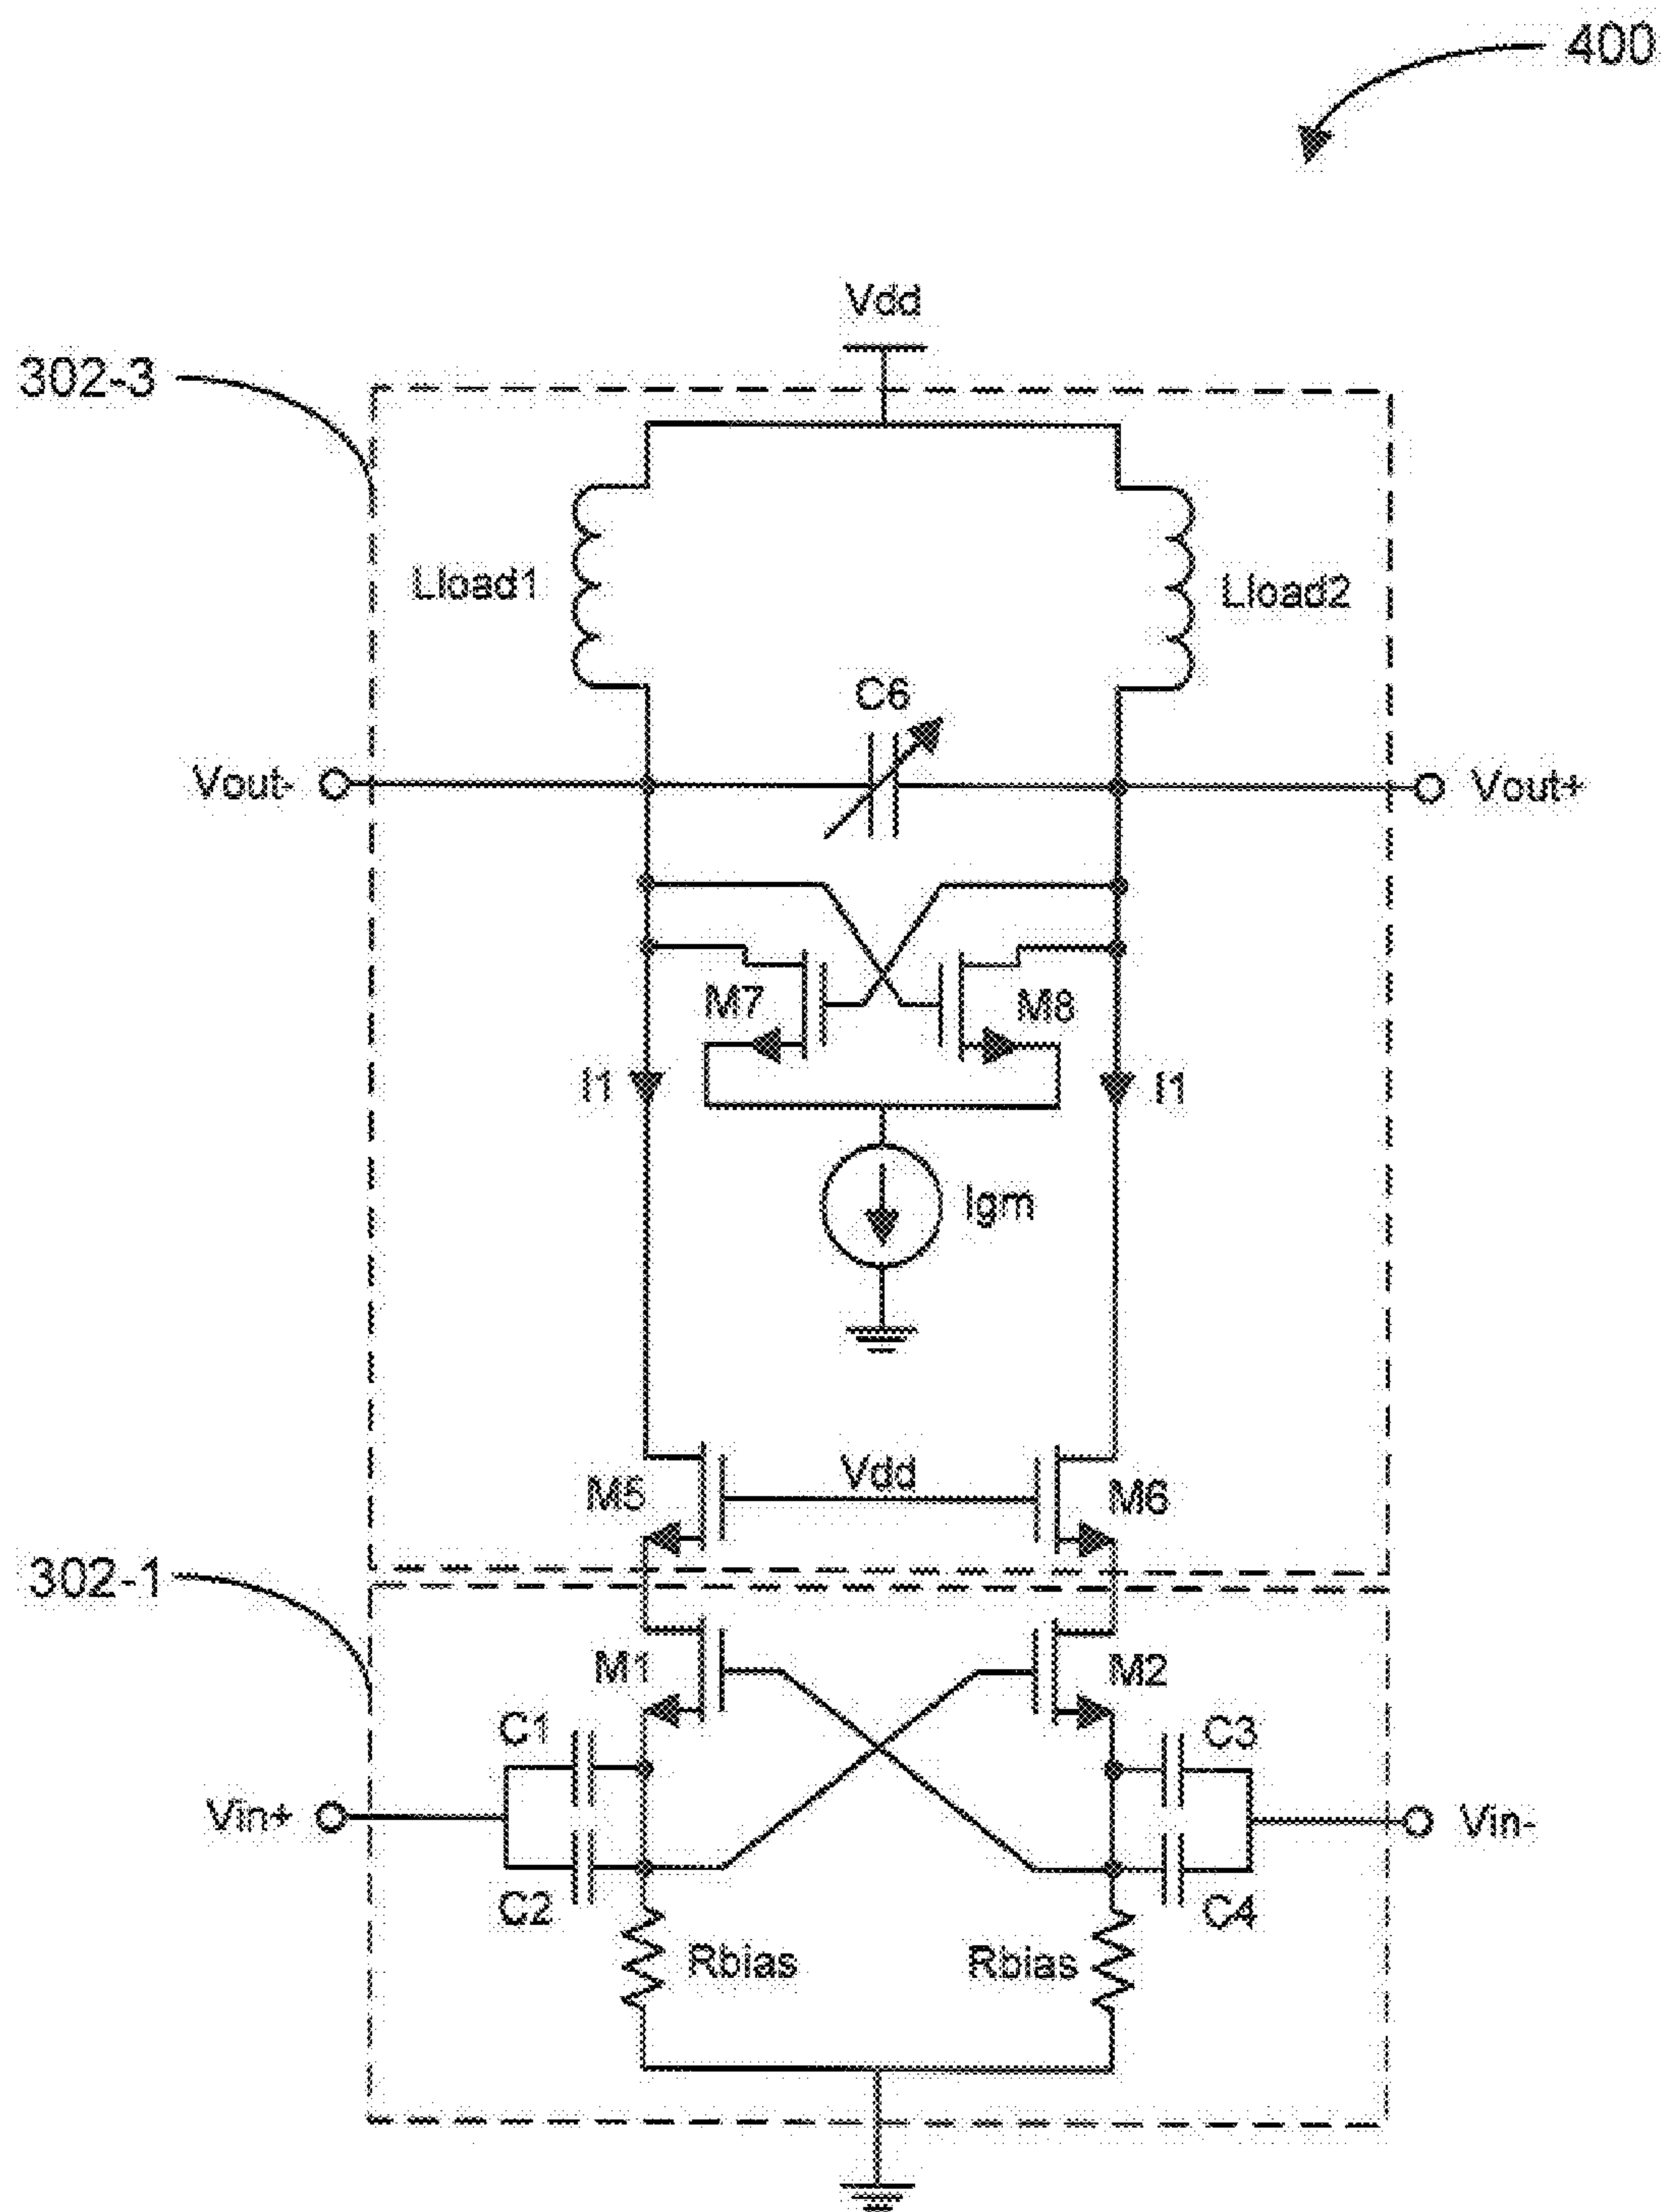 400
Vdd
302-3
Lload1
Lload2
C6
Vout-
Vout+
M7
M8
I1
I1
Igm
M5
Vdd
M6
302-1
M1
M2
C1
C3
Vin+
Vin-
C2
C4
Rbias
Rbias